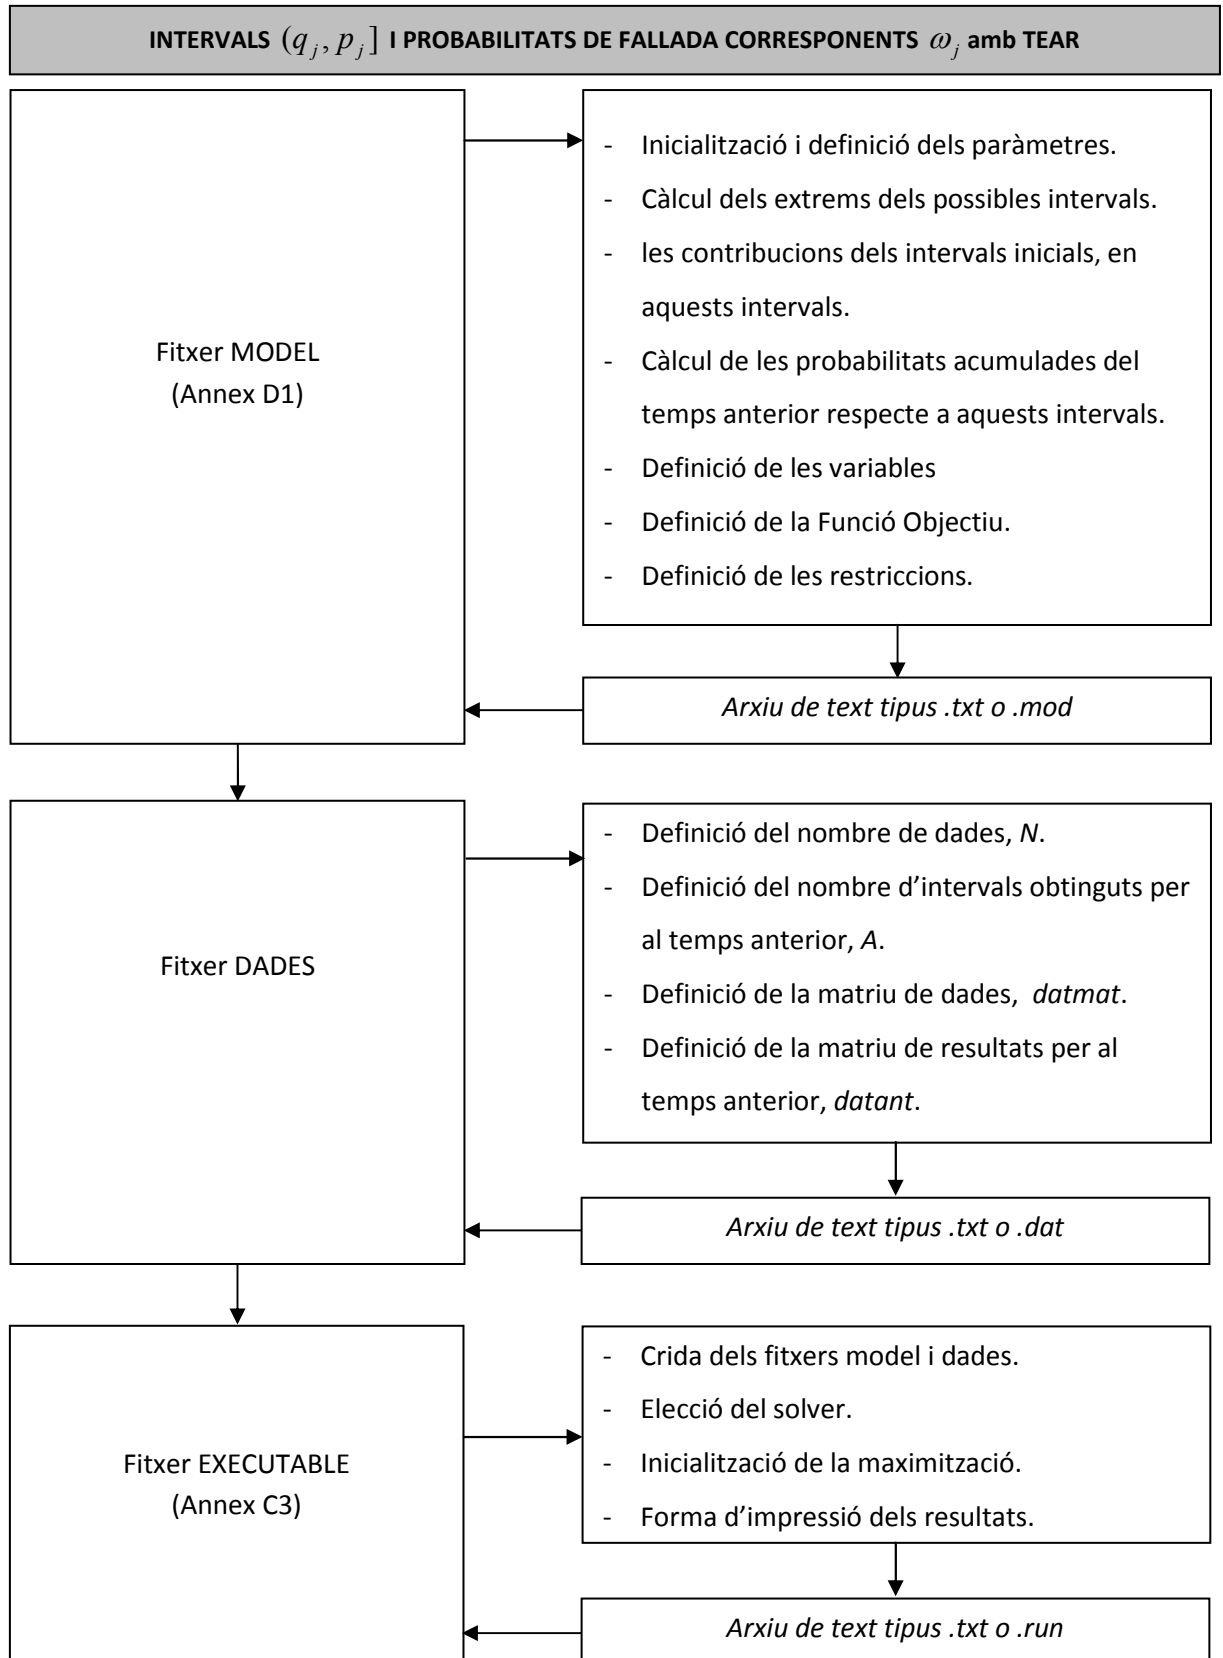 INTERVALS (q_j, p_j] I PROBABILITATS DE FALLADA CORRESPONENTS ω_j amb TEAR
Fitxer MODEL
(Annex D1)
- Inicialització i definició dels paràmetres.
- Càlcul dels extrems dels possibles intervals.
- les contribucions dels intervals inicials, en
aquests intervals.
- Càlcul de les probabilitats acumulades del
temps anterior respecte a aquests intervals.
- Definició de les variables
- Definició de la Funció Objectiu.
- Definició de les restriccions.
Arxiu de text tipus .txt o .mod
Fitxer DADES
- Definició del nombre de dades, N.
- Definició del nombre d’intervals obtinguts per
al temps anterior, A.
- Definició de la matriu de dades, datmat.
- Definició de la matriu de resultats per al
temps anterior, datant.
Arxiu de text tipus .txt o .dat
Fitxer EXECUTABLE
(Annex C3)
- Crida dels fitxers model i dades.
- Elecció del solver.
- Inicialització de la maximització.
- Forma d’impressió dels resultats.
Arxiu de text tipus .txt o .run